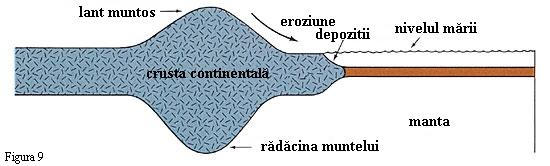 lant muntos
eroziune
depozitii
nivelul mării
crusta continentală
manta
rădăcina muntelui
Figura 9